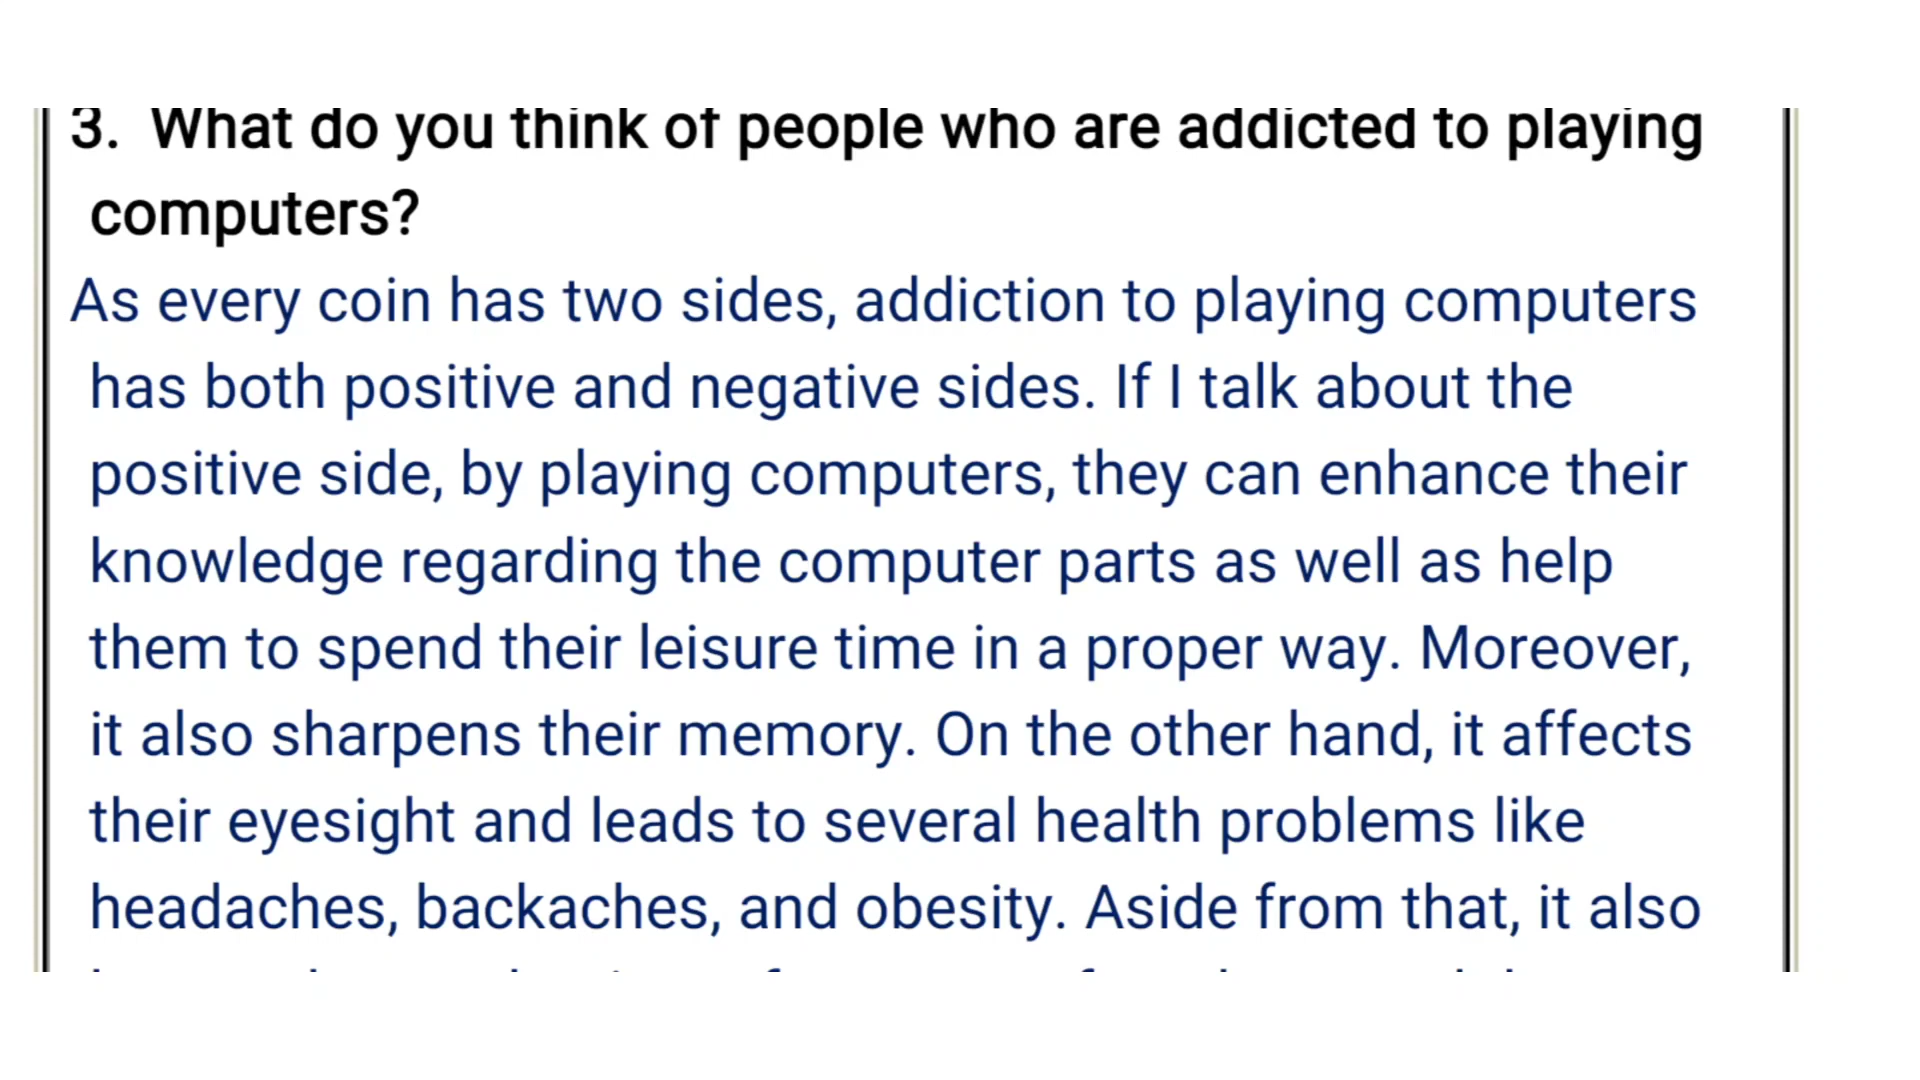 3. What do you think of people who are addicted to playing
computers?
As every coin has two sides, addiction to playing computers
has both positive and negative sides. If I talk about the
positive side, by playing computers, they can enhance their
knowledge regarding the computer parts as well as help
them to spend their leisure time in a proper way. Moreover,
it also sharpens their memory. On the other hand, it affects
their eyesight and leads to several health problems like
headaches, backaches, and obesity. Aside from that, it also